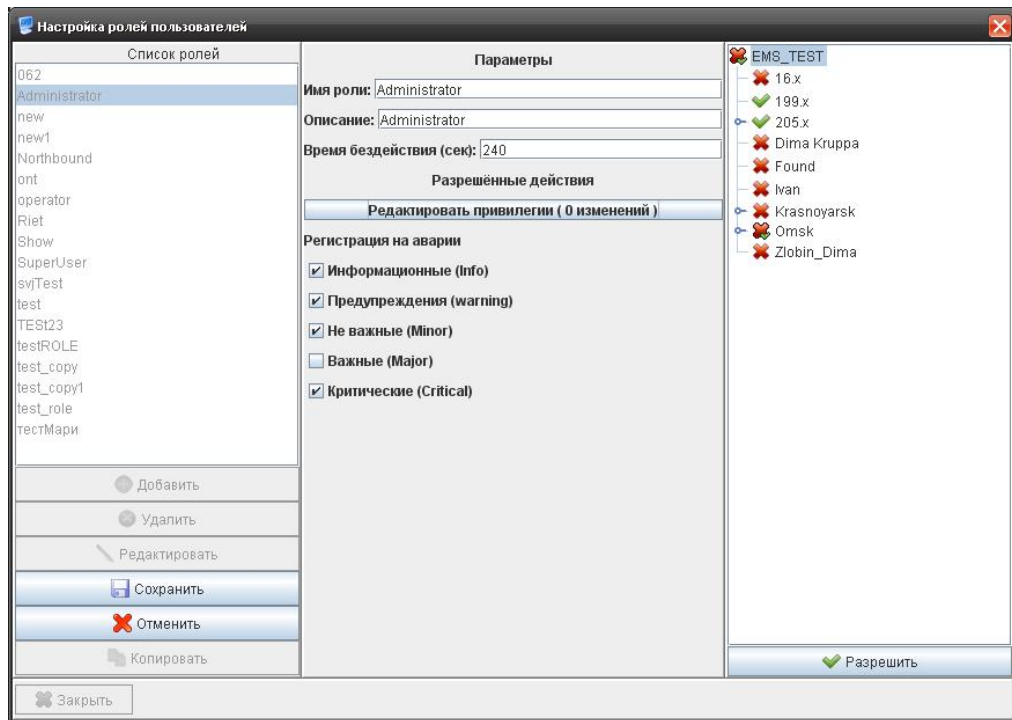 Настройка ролей пользователей
Список ролей
062
Administrator
new
new1
Northbound
ont
operator
Riet
Show
SuperUser
svjTest
test
TESt23
testROLE
test_copy
test_copy1
test_role
тестМари
Добавить
Удалить
Редактировать
Сохранить
Отменить
Копировать
Закрыть
Параметры
Имя роли: Administrator
Описание: Administrator
Время бездействия (сек): 240
Разрешённые действия
Редактировать привилегии ( 0 изменений )
Регистрация на аварии
Информационные (Info)
Предупреждения (warning)
Не важные (Minor)
Важные (Major)
Критические (Critical)
EMS_TEST
16.x
199.x
205.x
Dima Kruppa
Found
Ivan
Krasnoyarsk
Omsk
Zlobin_Dima
Разрешить